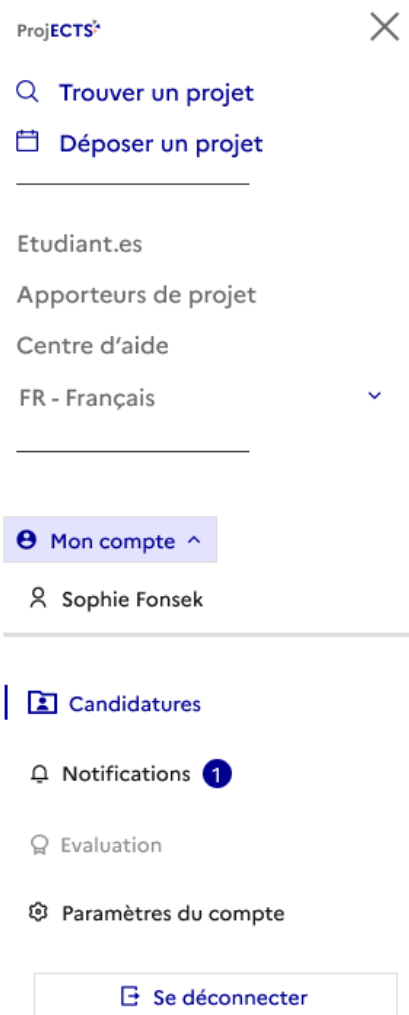 ProjECTS
Trouver un projet
Déposer un projet
Etudiant.es
Apporteurs de projet
Centre d’aide
FR - Français
Mon compte
Sophie Fonsek
Candidatures
Notifications 1
Evaluation
Paramètres du compte
Se déconnecter